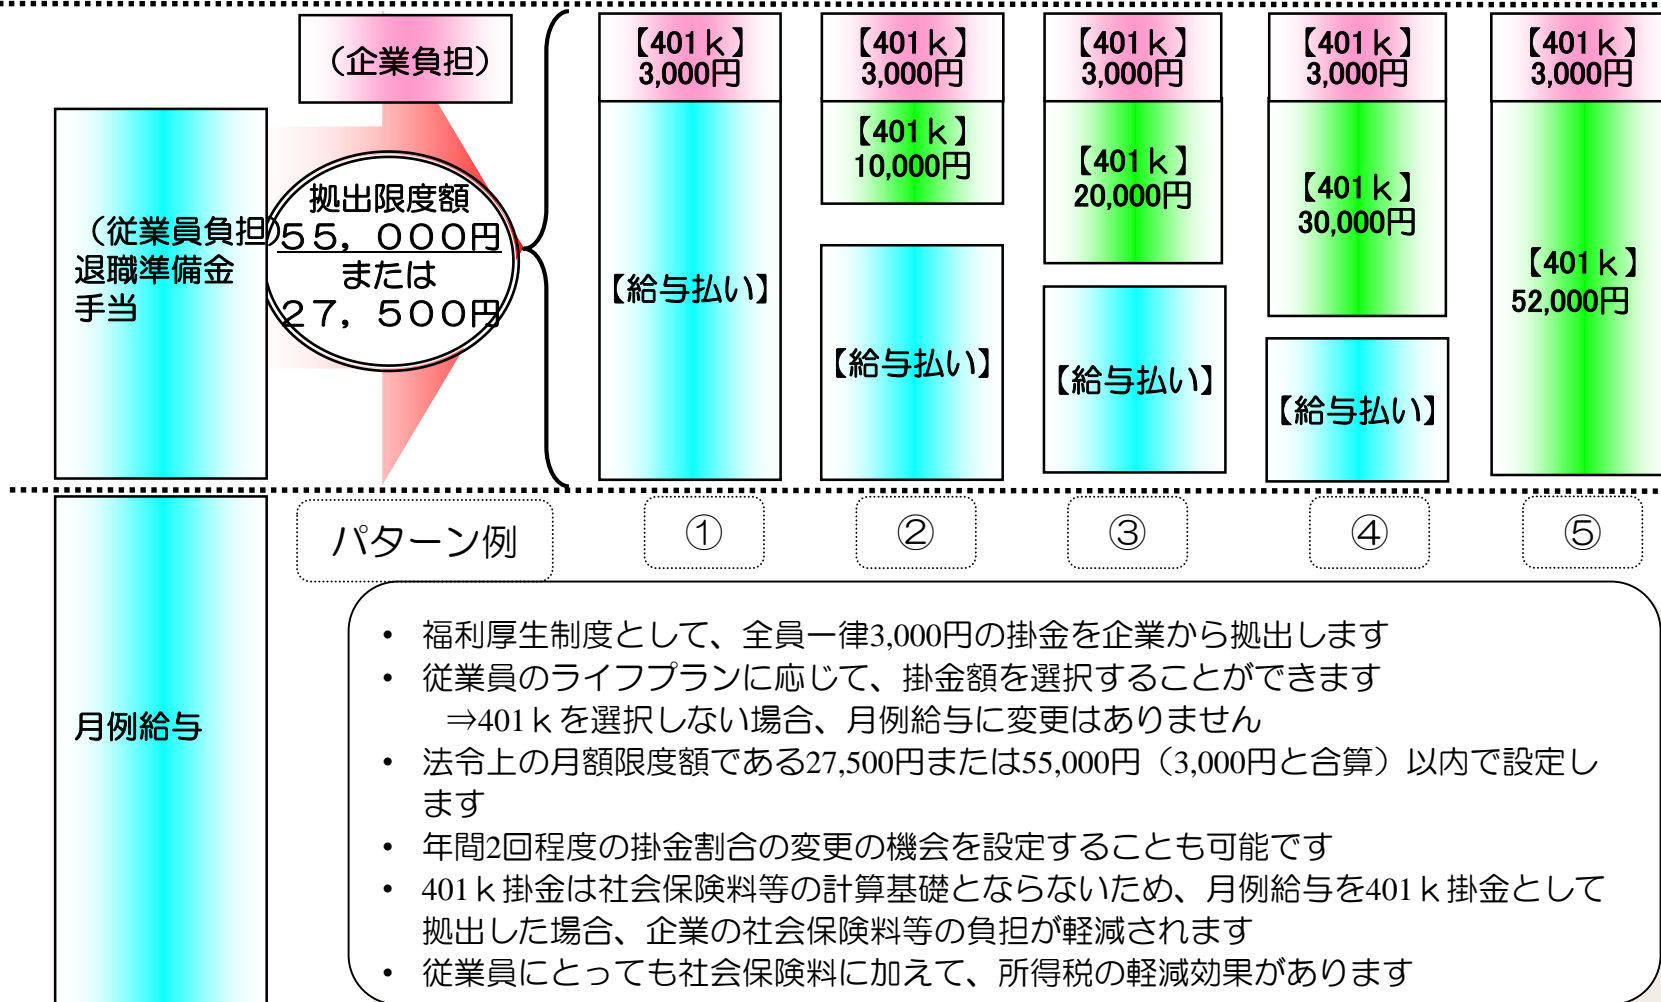 （企業負担）
（従業員負担）
退職準備金
手当
拠出限度額
５５，０００円
または
２７，５００円
【401ｋ】
3,000円
【給与払い】
【401ｋ】
3,000円
【401ｋ】
10,000円
【給与払い】
【401ｋ】
3,000円
【401ｋ】
20,000円
【給与払い】
【401ｋ】
3,000円
【401ｋ】
30,000円
【給与払い】
【401ｋ】
3,000円
【401ｋ】
52,000円
月例給与
パターン例
①
②
③
④
⑤
• 福利厚生制度として、全員一律3,000円の掛金を企業から拠出します
• 従業員のライフプランに応じて、掛金額を選択することができます
⇒401ｋを選択しない場合、月例給与に変更はありません
• 法令上の月額限度額である27,500円または55,000円（3,000円と合算）以内で設定し
ます
• 年間2回程度の掛金割合の変更の機会を設定することも可能です
• 401ｋ掛金は社会保険料等の計算基礎とならないため、月例給与を401ｋ掛金として
拠出した場合、企業の社会保険料等の負担が軽減されます
• 従業員にとっても社会保険料に加えて、所得税の軽減効果があります